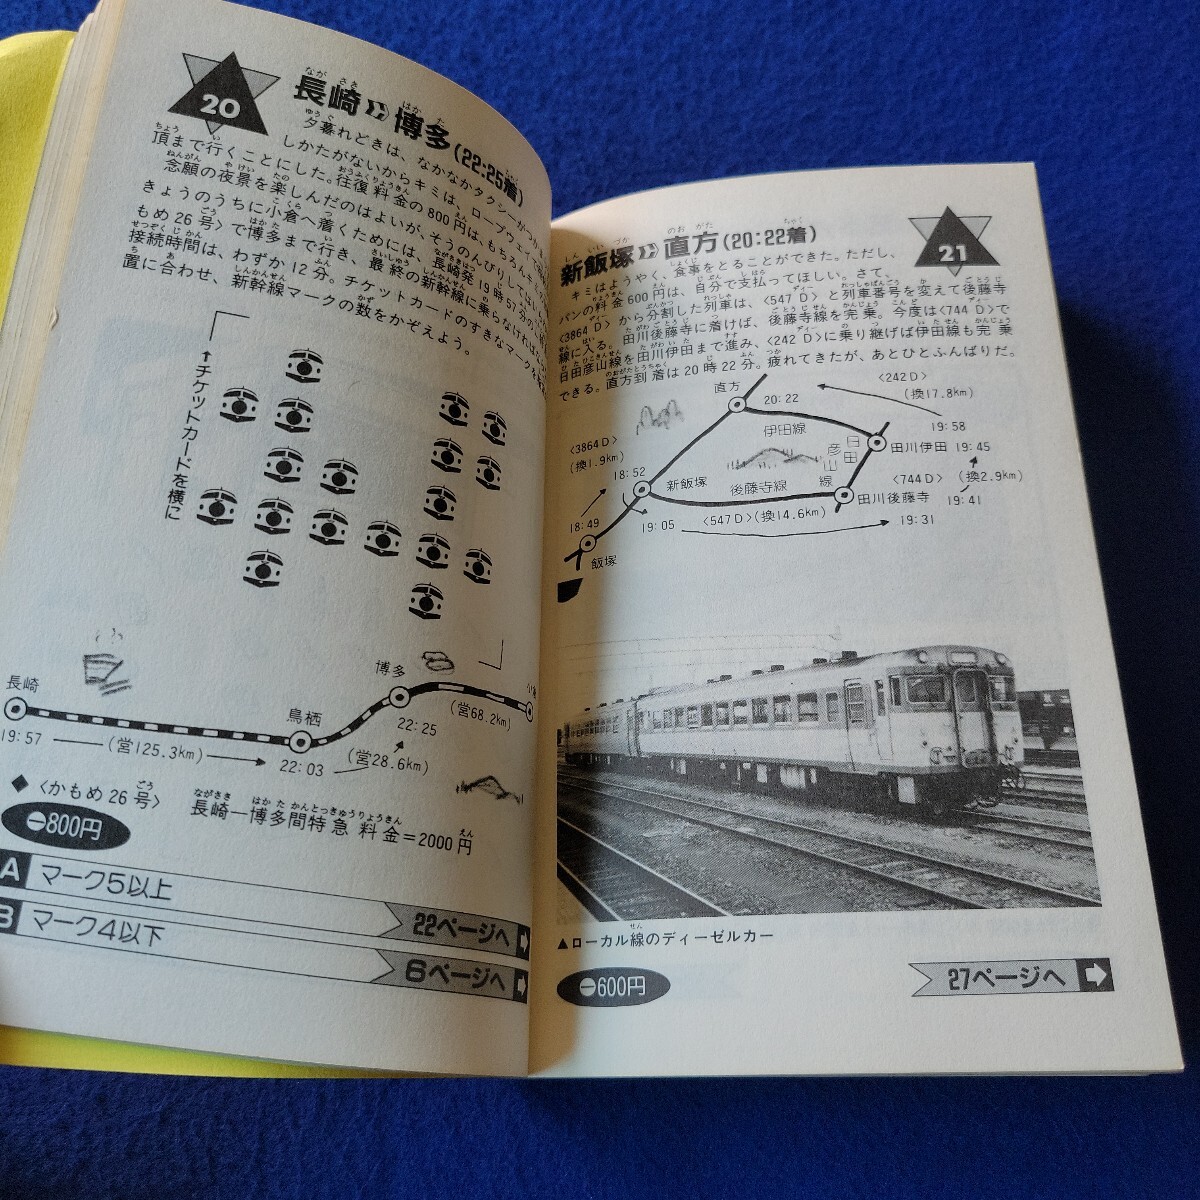 20
長崎 博多(22:25着)
夕暮れどきは、なかなかタクシーがつか
しかたがないからキミは、ロープウェイで
頂まで行くことにした。往復料金の800円は、もちろんキミの
念願の夜景を楽しんだのはよいが、そうのんびりしてはい
きょうのうちに小倉へ着くためには、長崎発19時57分の
もめ26号〉で博多まで行き、最終の新幹線に乗らなければな
接続時間は、わずか12分。チケットカードのすきなマークを
置に合わせ、新幹線マークの数をかぞえよう。
↑チケットカードを横に
長崎
鳥栖
博多
小
19:57
(営125.3km)
22:03
(営28.6km)
22:25
(営68.2km)
◆〈かもめ26号〉 長崎―博多間特急料金=2000円
−800円
A マーク5以上
22ページへ
B マーク4以下
6ページへ
21
新飯塚 直方(20:22着)
キミはようやく、食事をとることができた。ただし、
パンの料金600円は、自分で支払ってほしい。さて、
〈3864D〉から分割した列車は、〈547D〉と列車番号を変えて後藤寺
線に入る。田川後藤寺に着けば、後藤寺線を完乗。今度は〈744D〉で
日田彦山線を田川伊田まで進み、〈242D〉に乗り継げば伊田線も完乗
できる。直方到着は20時22分。疲れてきたが、あとひとふんばりだ。
直方
20:22
〈242D〉
(換17.8km)
伊田線
19:58
田川伊田 19:45
日田彦山線
〈3864D〉
(換1.9km)
18:52
新飯塚
後藤寺線
〈744D〉
(換2.9km)
田川後藤寺
19:41
18:49
19:05
〈547D〉(換14.6km)
19:31
飯塚
▲ローカル線のディーゼルカー
−600円
27ページへ